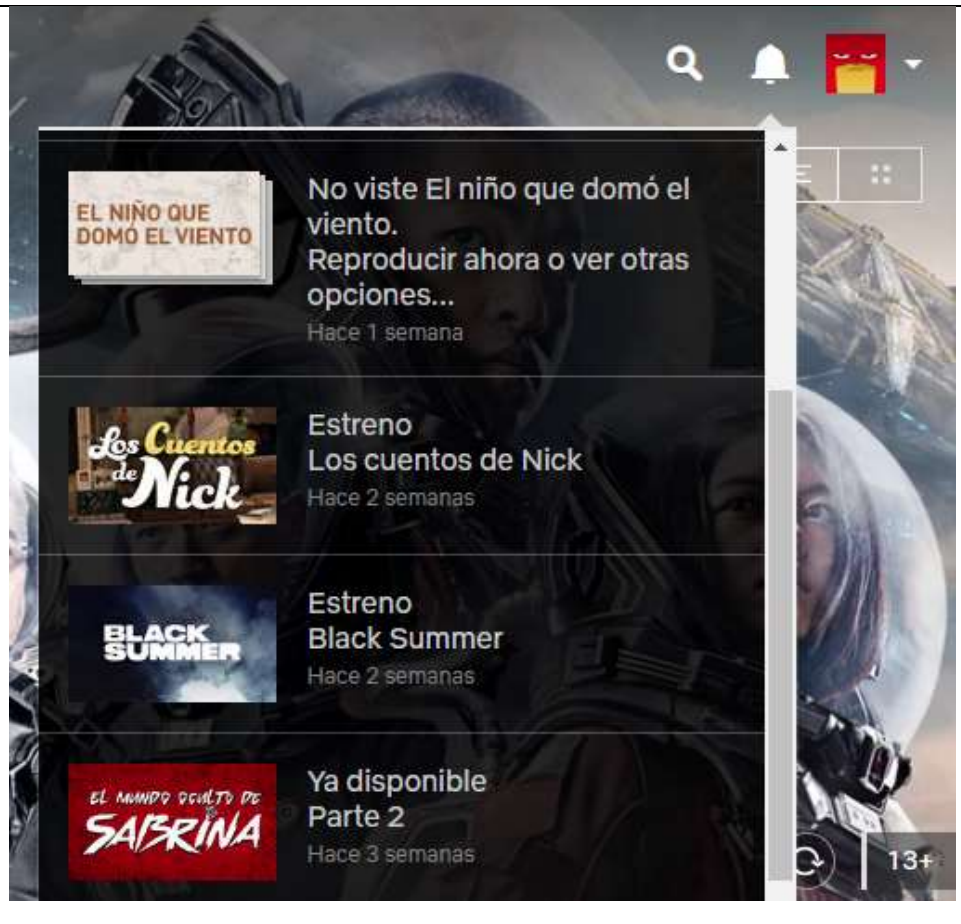 EL NIÑO QUE
DOMÓ EL VIENTO
No viste El niño que domó el
viento.
Reproducir ahora o ver otras
opciones...
Hace 1 semana
Los Cuentos
de Nick
Estreno
Los cuentos de Nick
Hace 2 semanas
BLACK
SUMMER
Estreno
Black Summer
Hace 2 semanas
EL MUNDO OCULTO DE
SABRINA
Ya disponible
Parte 2
Hace 3 semanas
13+